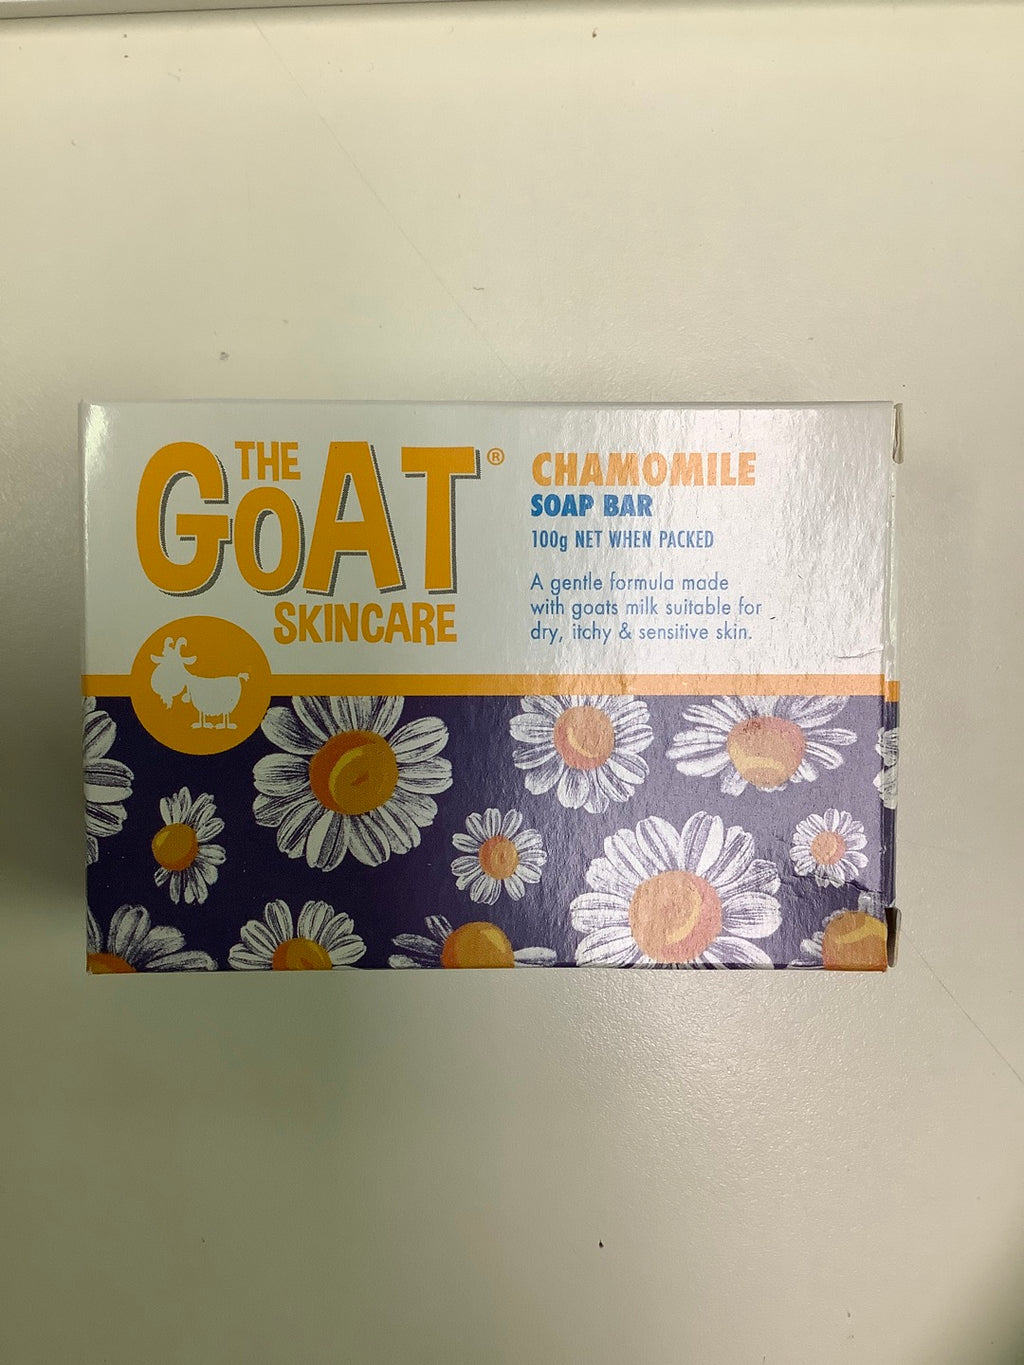 THE
GOAT®
SKINCARE
CHAMOMILE
SOAP BAR
100g NET WHEN PACKED
A gentle formula made
with goats milk suitable for
dry, itchy & sensitive skin.